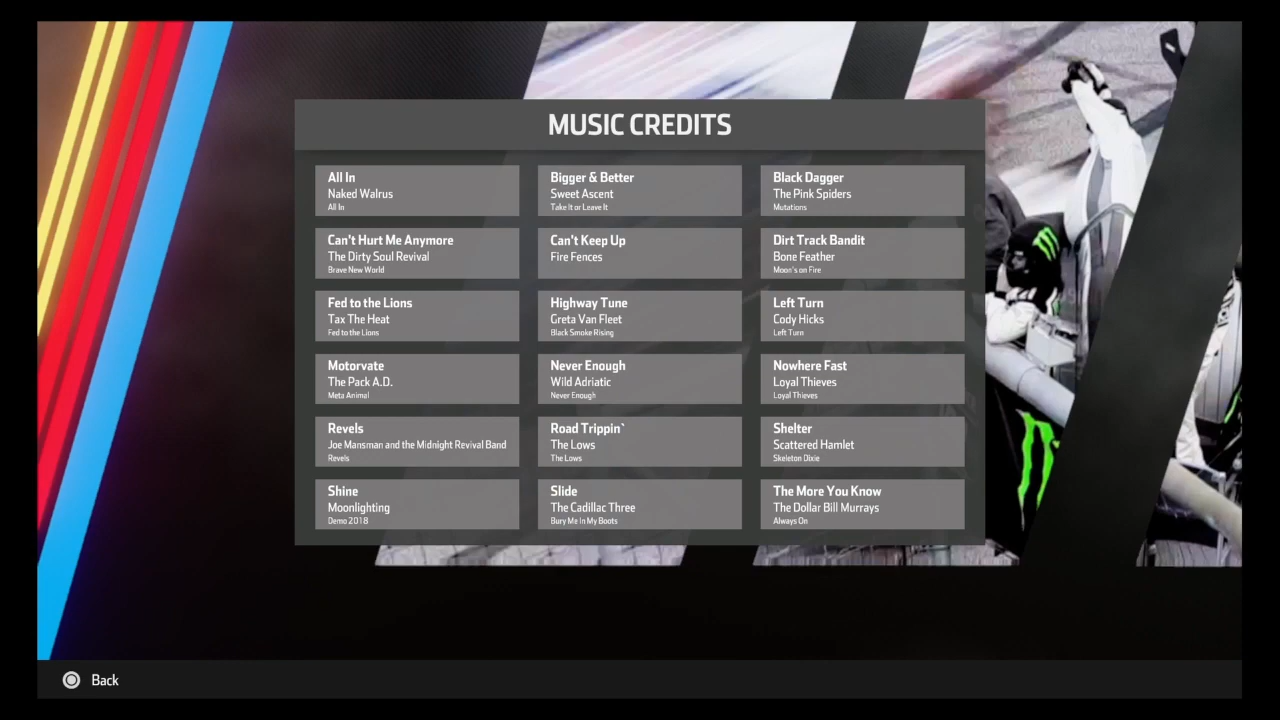 MUSIC CREDITS
All In
Naked Walrus
All In
Bigger & Better
Sweet Ascent
Take It or Leave It
Black Dagger
The Pink Spiders
Mutations
Can't Hurt Me Anymore
The Dirty Soul Revival
Brave New World
Can't Keep Up
Fire Fences
Dirt Track Bandit
Bone Feather
Moon's on Fire
Fed to the Lions
Tax The Heat
Fed to the Lions
Highway Tune
Greta Van Fleet
Black Smoke Rising
Left Turn
Cody Hicks
Left Turn
Motorvate
The Pack A.D.
Meta Animal
Never Enough
Wild Adriatic
Never Enough
Nowhere Fast
Loyal Thieves
Loyal Thieves
Revels
Joe Mansman and the Midnight Revival Band
Revels
Road Trippin`
The Lows
The Lows
Shelter
Scattered Hamlet
Skeleton Dixie
Shine
Moonlighting
Demo 2018
Slide
The Cadillac Three
Bury Me In My Boots
The More You Know
The Dollar Bill Murrays
Always On
Back